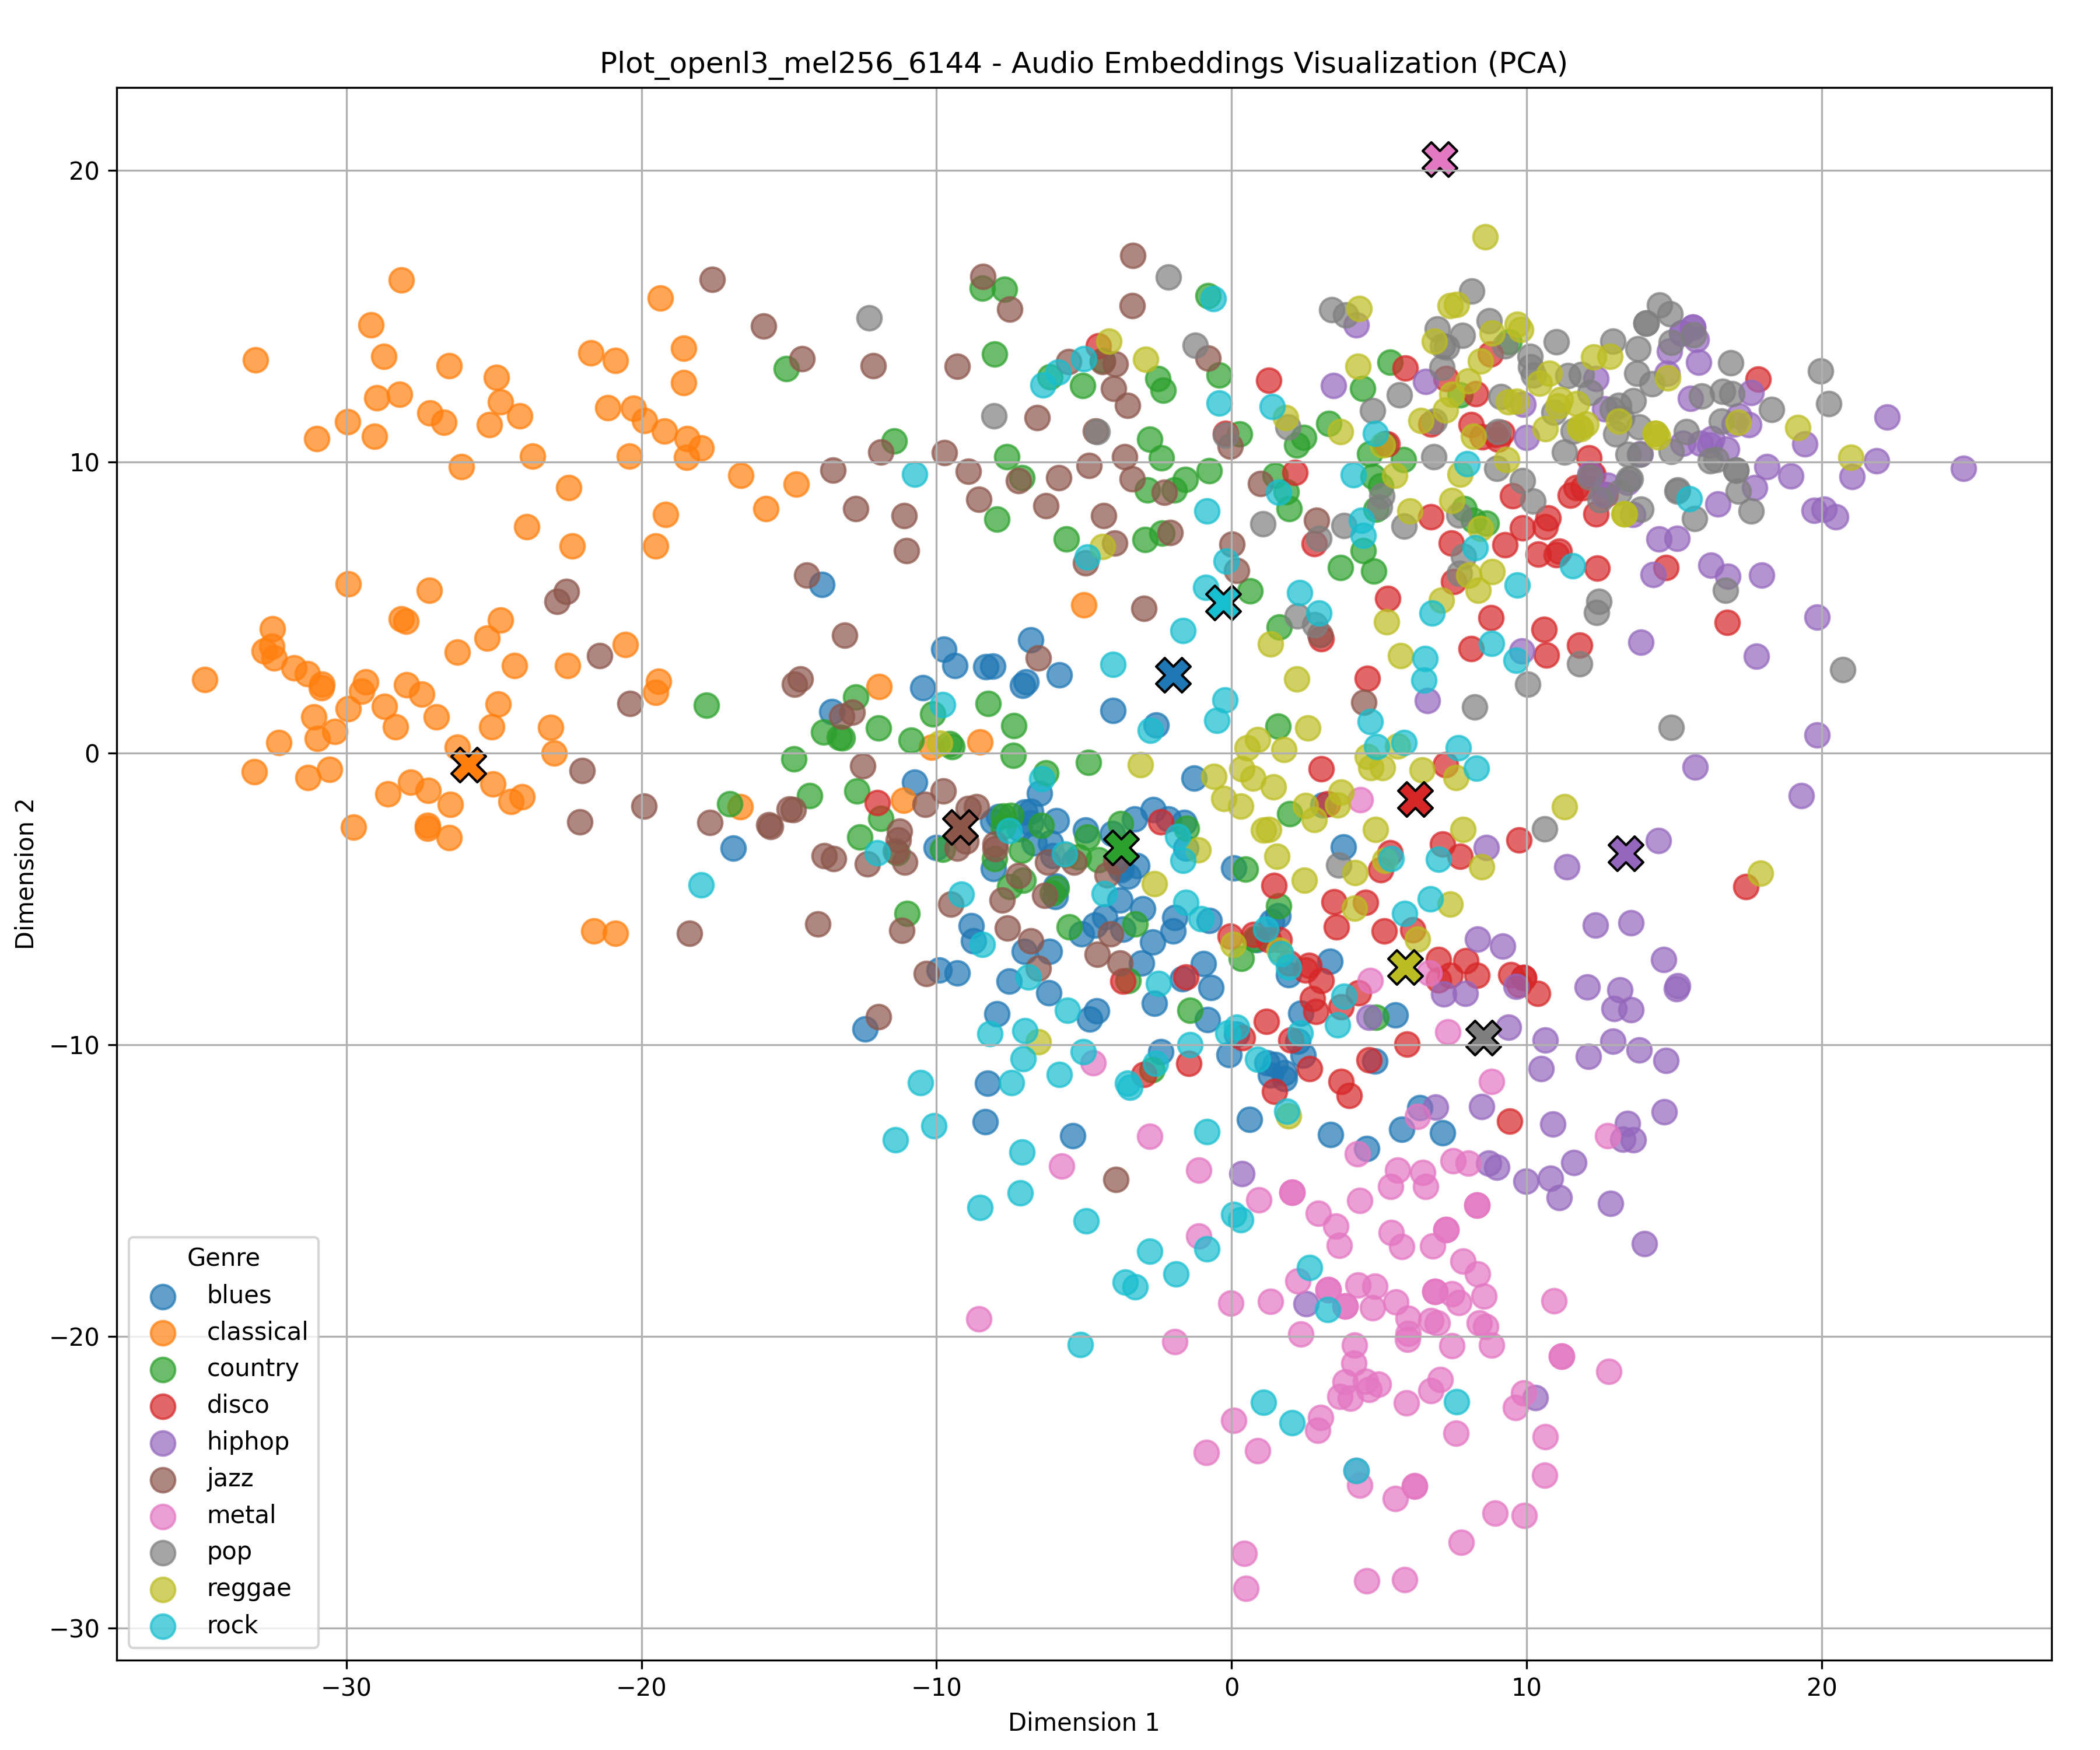 Plot_openl3_mel256_6144 - Audio Embeddings Visualization (PCA)
20
10
0
−10
−20
−30
Dimension 2
Genre
blues
classical
country
disco
hiphop
jazz
metal
pop
reggae
rock
−30
−20
−10
0
10
20
Dimension 1